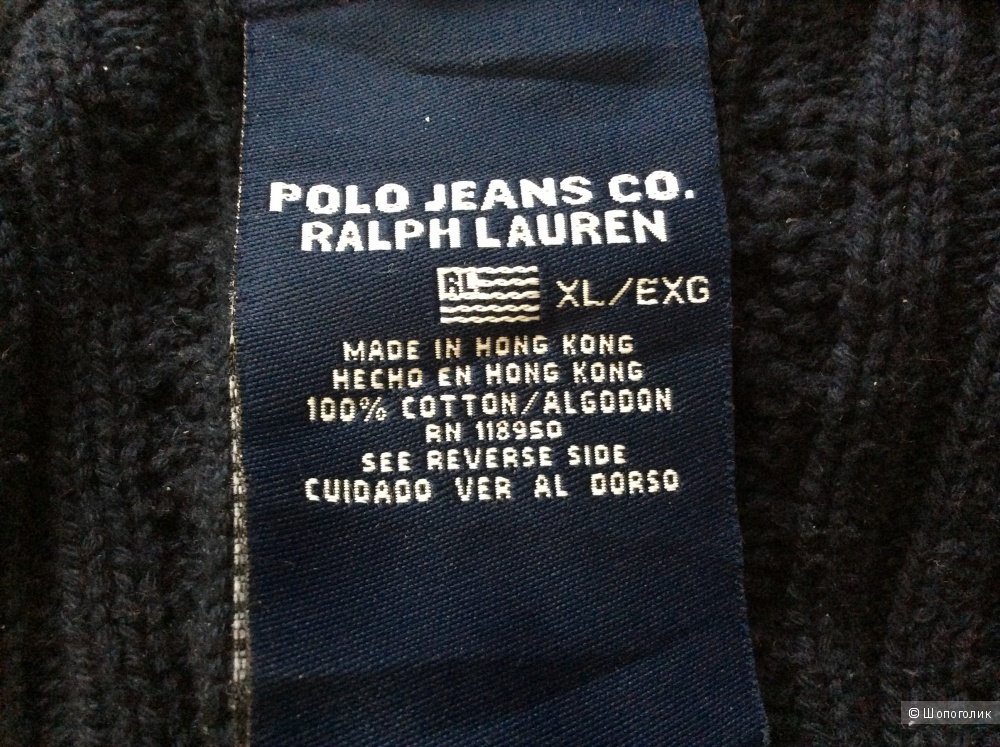 POLO JEANS CO.
RALPH LAUREN
RL XL/EXG
MADE IN HONG KONG
HECHO EN HONG KONG
100% COTTON/ALGODON
RN 118950
SEE REVERSE SIDE
CUIDADO VER AL DORSO
© Шопоголик